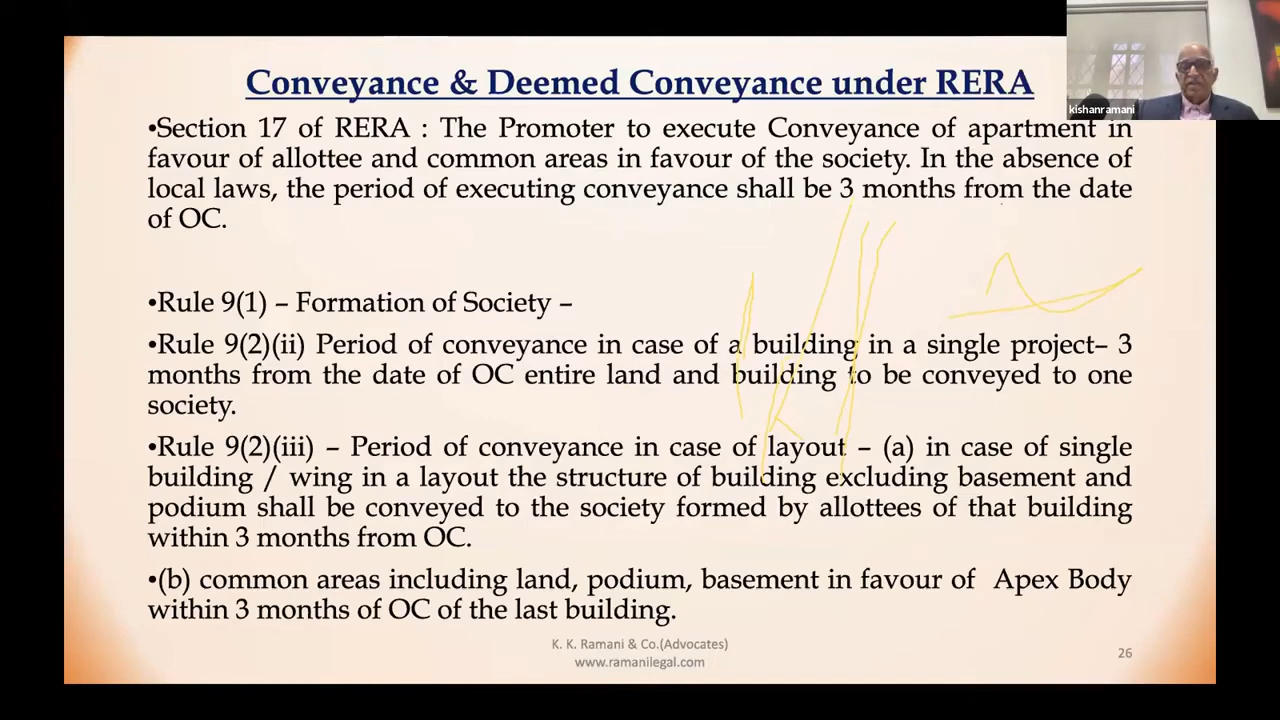 Conveyance & Deemed Conveyance under RERA
kishanramani
•Section 17 of RERA : The Promoter to execute Conveyance of apartment in
favour of allottee and common areas in favour of the society. In the absence of
local laws, the period of executing conveyance shall be 3 months from the date
of OC.
•Rule 9(1) – Formation of Society –
•Rule 9(2)(ii) Period of conveyance in case of a building in a single project– 3
months from the date of OC entire land and building to be conveyed to one
society.
•Rule 9(2)(iii) – Period of conveyance in case of layout – (a) in case of single
building / wing in a layout the structure of building excluding basement and
podium shall be conveyed to the society formed by allottees of that building
within 3 months from OC.
•(b) common areas including land, podium, basement in favour of Apex Body
within 3 months of OC of the last building.
K. K. Ramani & Co.(Advocates)
www.ramanilegal.com
26